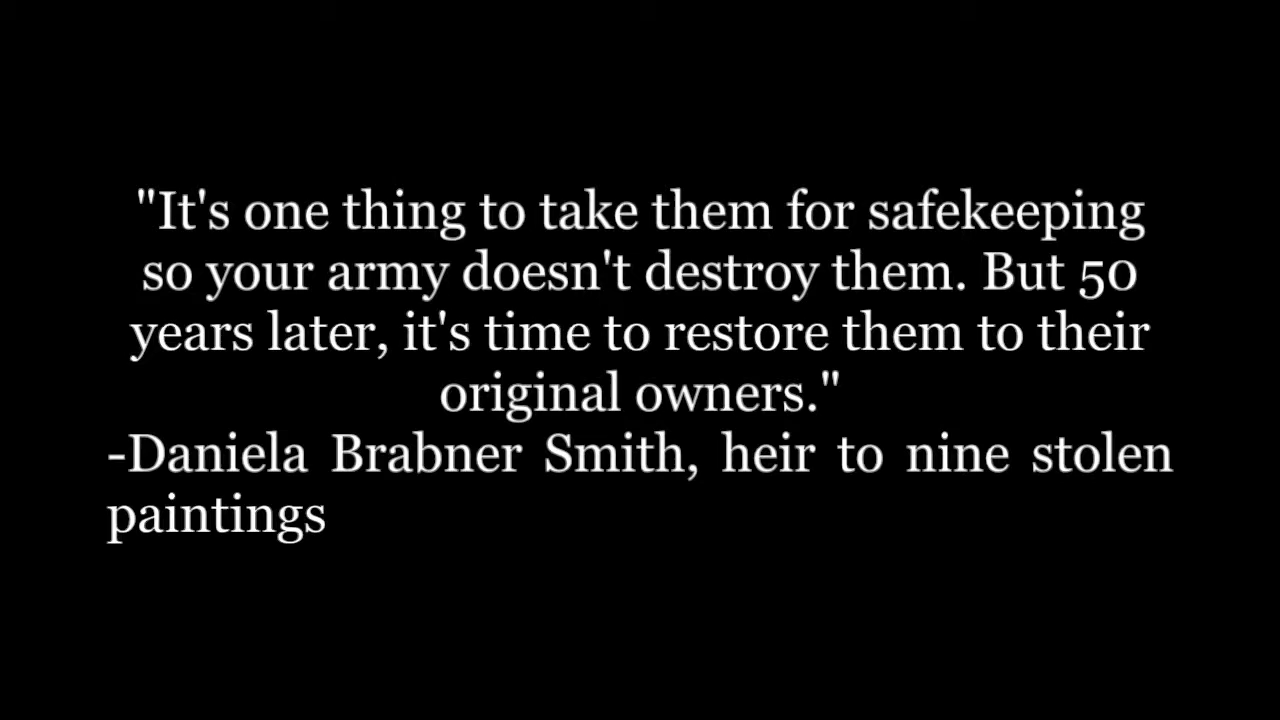 "It's one thing to take them for safekeeping
so your army doesn't destroy them. But 50
years later, it's time to restore them to their
original owners."
-Daniela Brabner Smith, heir to nine stolen
paintings